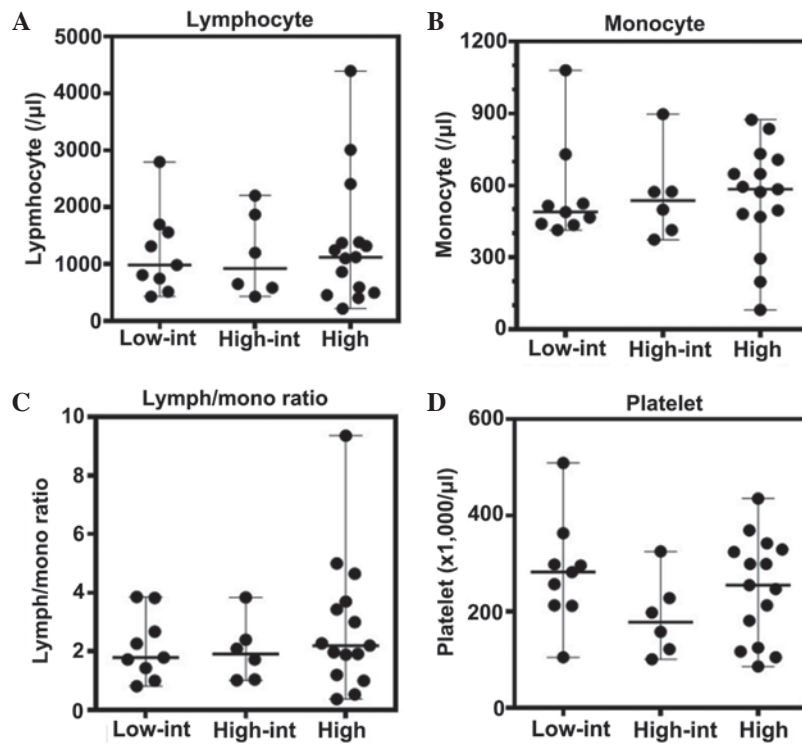 A
Lymphocyte
Lypmhocyte (/µl)
5000
4000
3000
2000
1000
0
Low-int High-int High
B
Monocyte
Monocyte (/µl)
1200
900
600
300
0
Low-int High-int High
C
Lymph/mono ratio
Lymph/mono ratio
10
8
6
4
2
0
Low-int High-int High
D
Platelet
Platelet (x1,000/µl)
600
400
200
0
Low-int High-int High